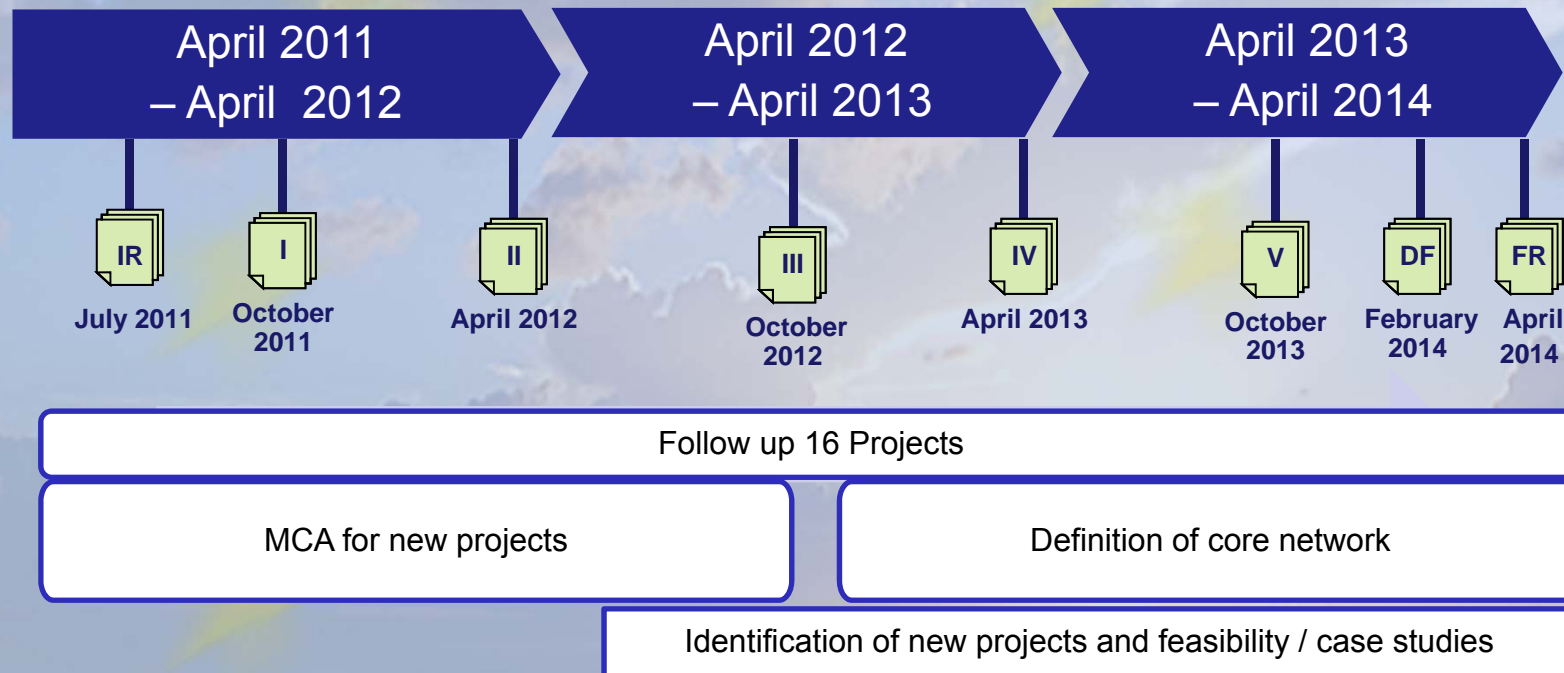 April 2011
– April 2012
April 2012
– April 2013
April 2013
– April 2014
IR
July 2011
I
October
2011
II
April 2012
III
October
2012
IV
April 2013
V
October
2013
DF
February
2014
FR
April
2014
Follow up 16 Projects
MCA for new projects
Definition of core network
Identification of new projects and feasibility / case studies